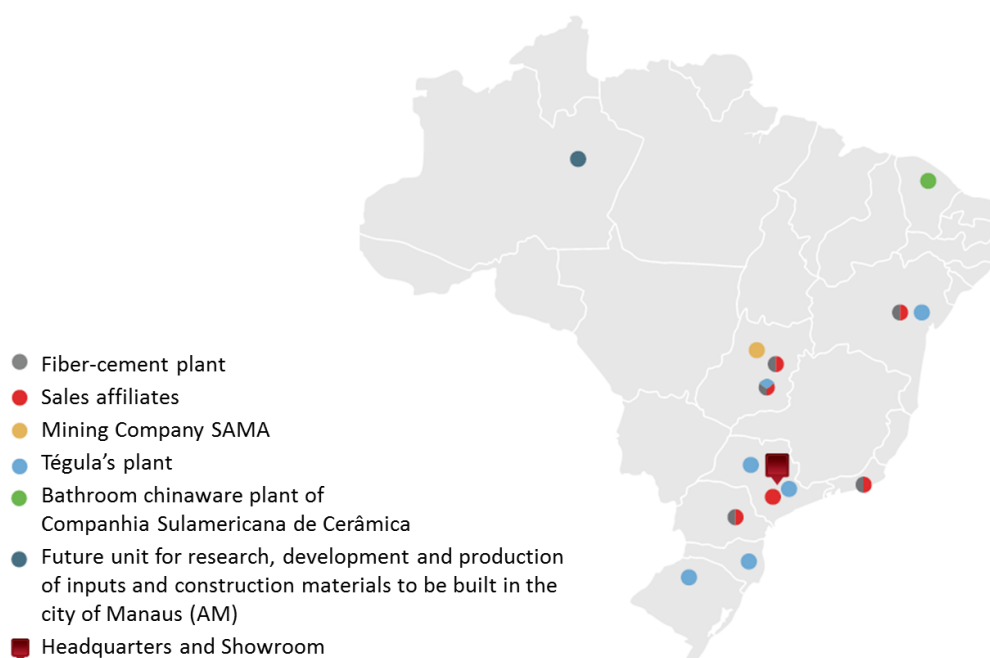 Fiber-cement plant
Sales affiliates
Mining Company SAMA
Tégula’s plant
Bathroom chinaware plant of
Companhia Sulamericana de Cerâmica
Future unit for research, development and production
of inputs and construction materials to be built in the
city of Manaus (AM)
Headquarters and Showroom